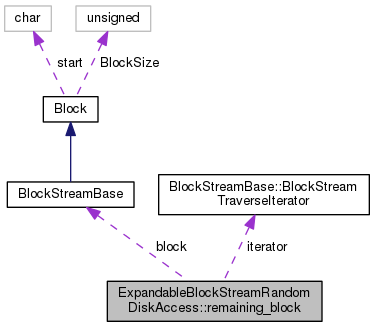 char
unsigned
start
BlockSize
Block
BlockStreamBase
BlockStreamBase::BlockStream
TraverseIterator
block
iterator
ExpandableBlockStreamRandom
DiskAccess::remaining_block